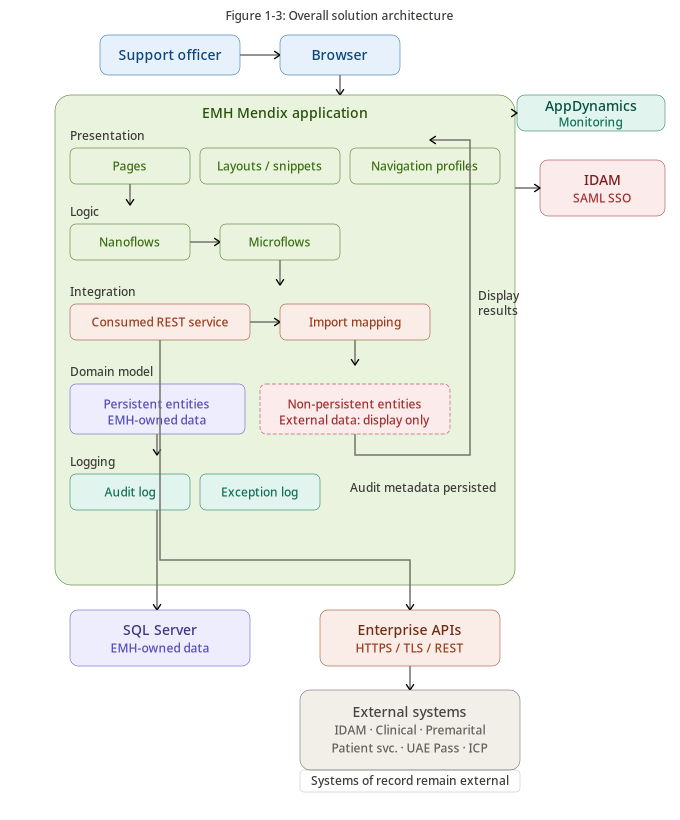 Figure 1-3: Overall solution architecture
Support officer
Browser
EMH Mendix application
AppDynamics
Monitoring
Presentation
Pages
Layouts / snippets
Navigation profiles
IDAM
SAML SSO
Logic
Nanoflows
Microflows
Integration
Display
results
Consumed REST service
Import mapping
Domain model
Persistent entities
EMH-owned data
Non-persistent entities
External data: display only
Logging
Audit log
Exception log
Audit metadata persisted
SQL Server
EMH-owned data
Enterprise APIs
HTTPS / TLS / REST
External systems
IDAM · Clinical · Premarital
Patient svc. · UAE Pass · ICP
Systems of record remain external